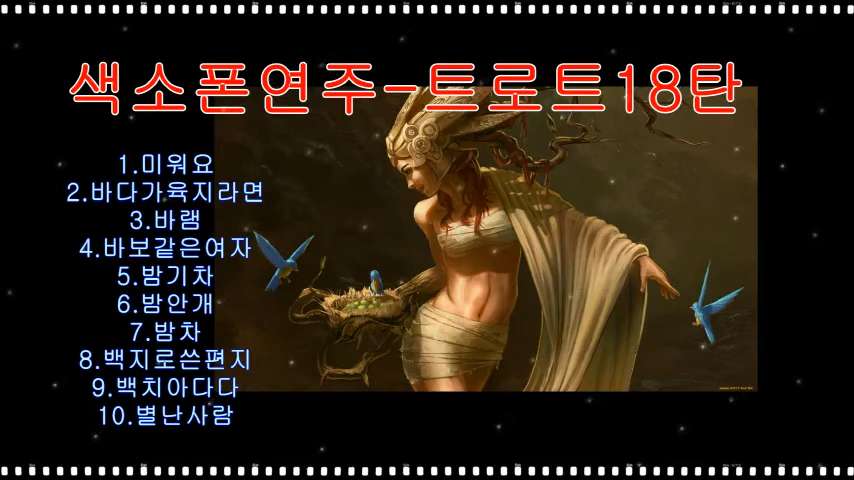 색소폰연주-트로트18탄
1.미워요
2.바다가육지라면
3.바램
4.바보같은여자
5.밤기차
6.밤안개
7.밤차
8.백지로쓴편지
9.백치아다다
10.별난사람